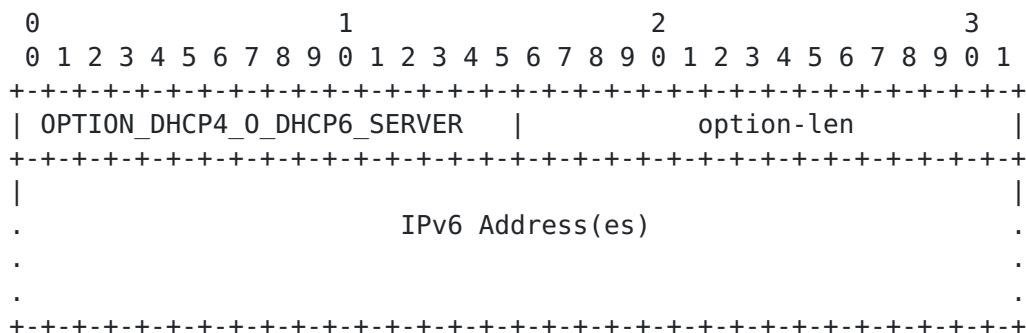 0                   1                   2                   3
0 1 2 3 4 5 6 7 8 9 0 1 2 3 4 5 6 7 8 9 0 1 2 3 4 5 6 7 8 9 0 1
+-+-+-+-+-+-+-+-+-+-+-+-+-+-+-+-+-+-+-+-+-+-+-+-+-+-+-+-+-+-+-+-+
| OPTION_DHCP4_O_DHCP6_SERVER   |           option-len          |
+-+-+-+-+-+-+-+-+-+-+-+-+-+-+-+-+-+-+-+-+-+-+-+-+-+-+-+-+-+-+-+-+
|                                                               |
.                        IPv6 Address(es)                       .
.                                                               .
.                                                               .
+-+-+-+-+-+-+-+-+-+-+-+-+-+-+-+-+-+-+-+-+-+-+-+-+-+-+-+-+-+-+-+-+